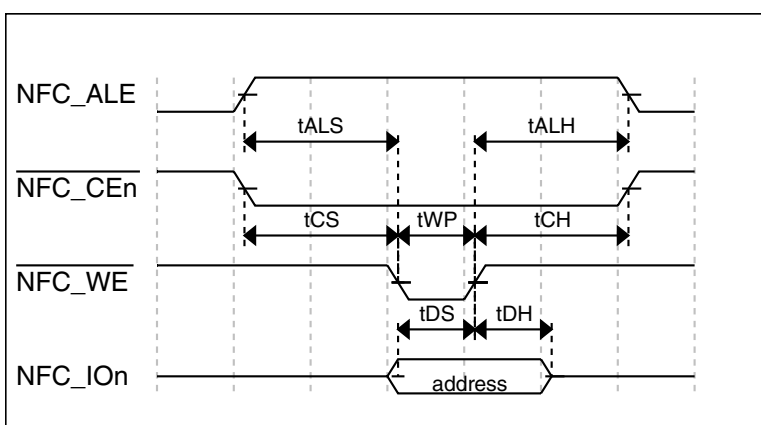 NFC_ALE
tALS tALH
NFC_CEn
tCS tWP tCH
NFC_WE
tDS tDH
NFC_IOn
address